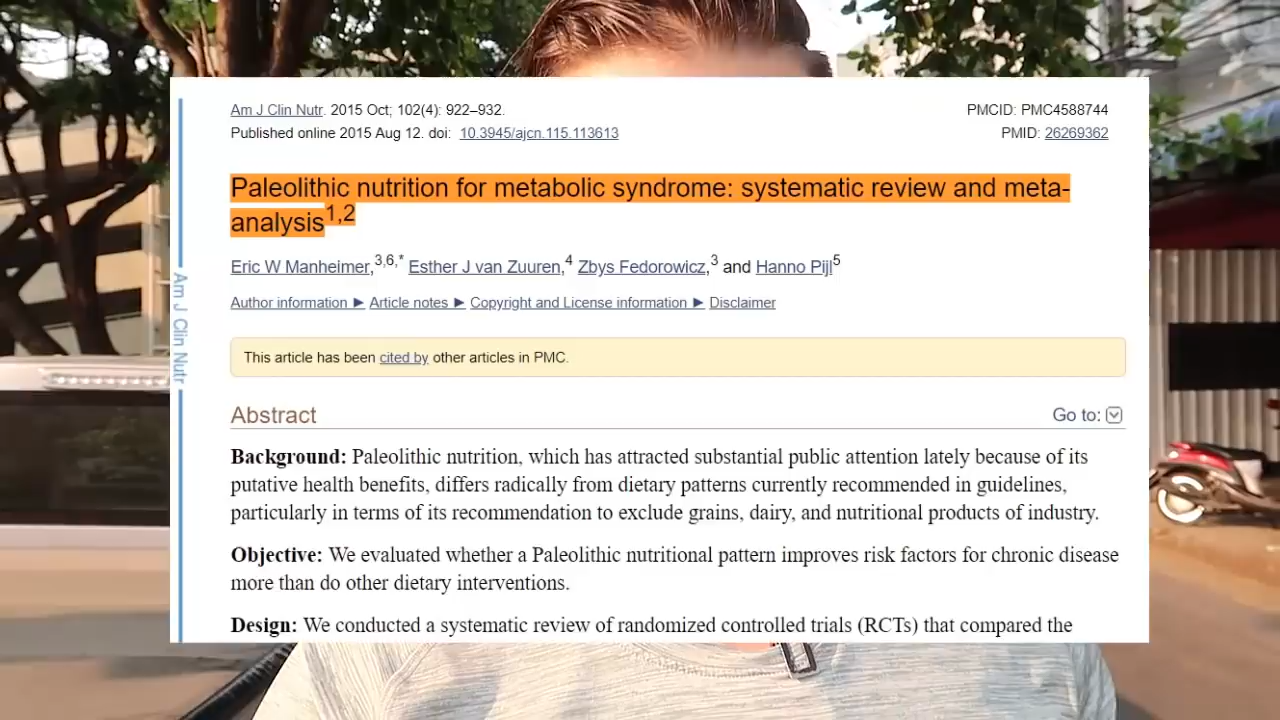 Am J Clin Nutr. 2015 Oct; 102(4): 922–932.
PMCID: PMC4588744
Published online 2015 Aug 12. doi: 10.3945/ajcn.115.113613
PMID: 26269362
Paleolithic nutrition for metabolic syndrome: systematic review and meta-
analysis1,2
Eric W Manheimer,3,6,* Esther J van Zuuren,4 Zbys Fedorowicz,3 and Hanno Pijl5
Author information ► Article notes ► Copyright and License information ► Disclaimer
This article has been cited by other articles in PMC.
Am J Clin Nutr
Abstract
Go to:
Background: Paleolithic nutrition, which has attracted substantial public attention lately because of its
putative health benefits, differs radically from dietary patterns currently recommended in guidelines,
particularly in terms of its recommendation to exclude grains, dairy, and nutritional products of industry.
Objective: We evaluated whether a Paleolithic nutritional pattern improves risk factors for chronic disease
more than do other dietary interventions.
Design: We conducted a systematic review of randomized controlled trials (RCTs) that compared the